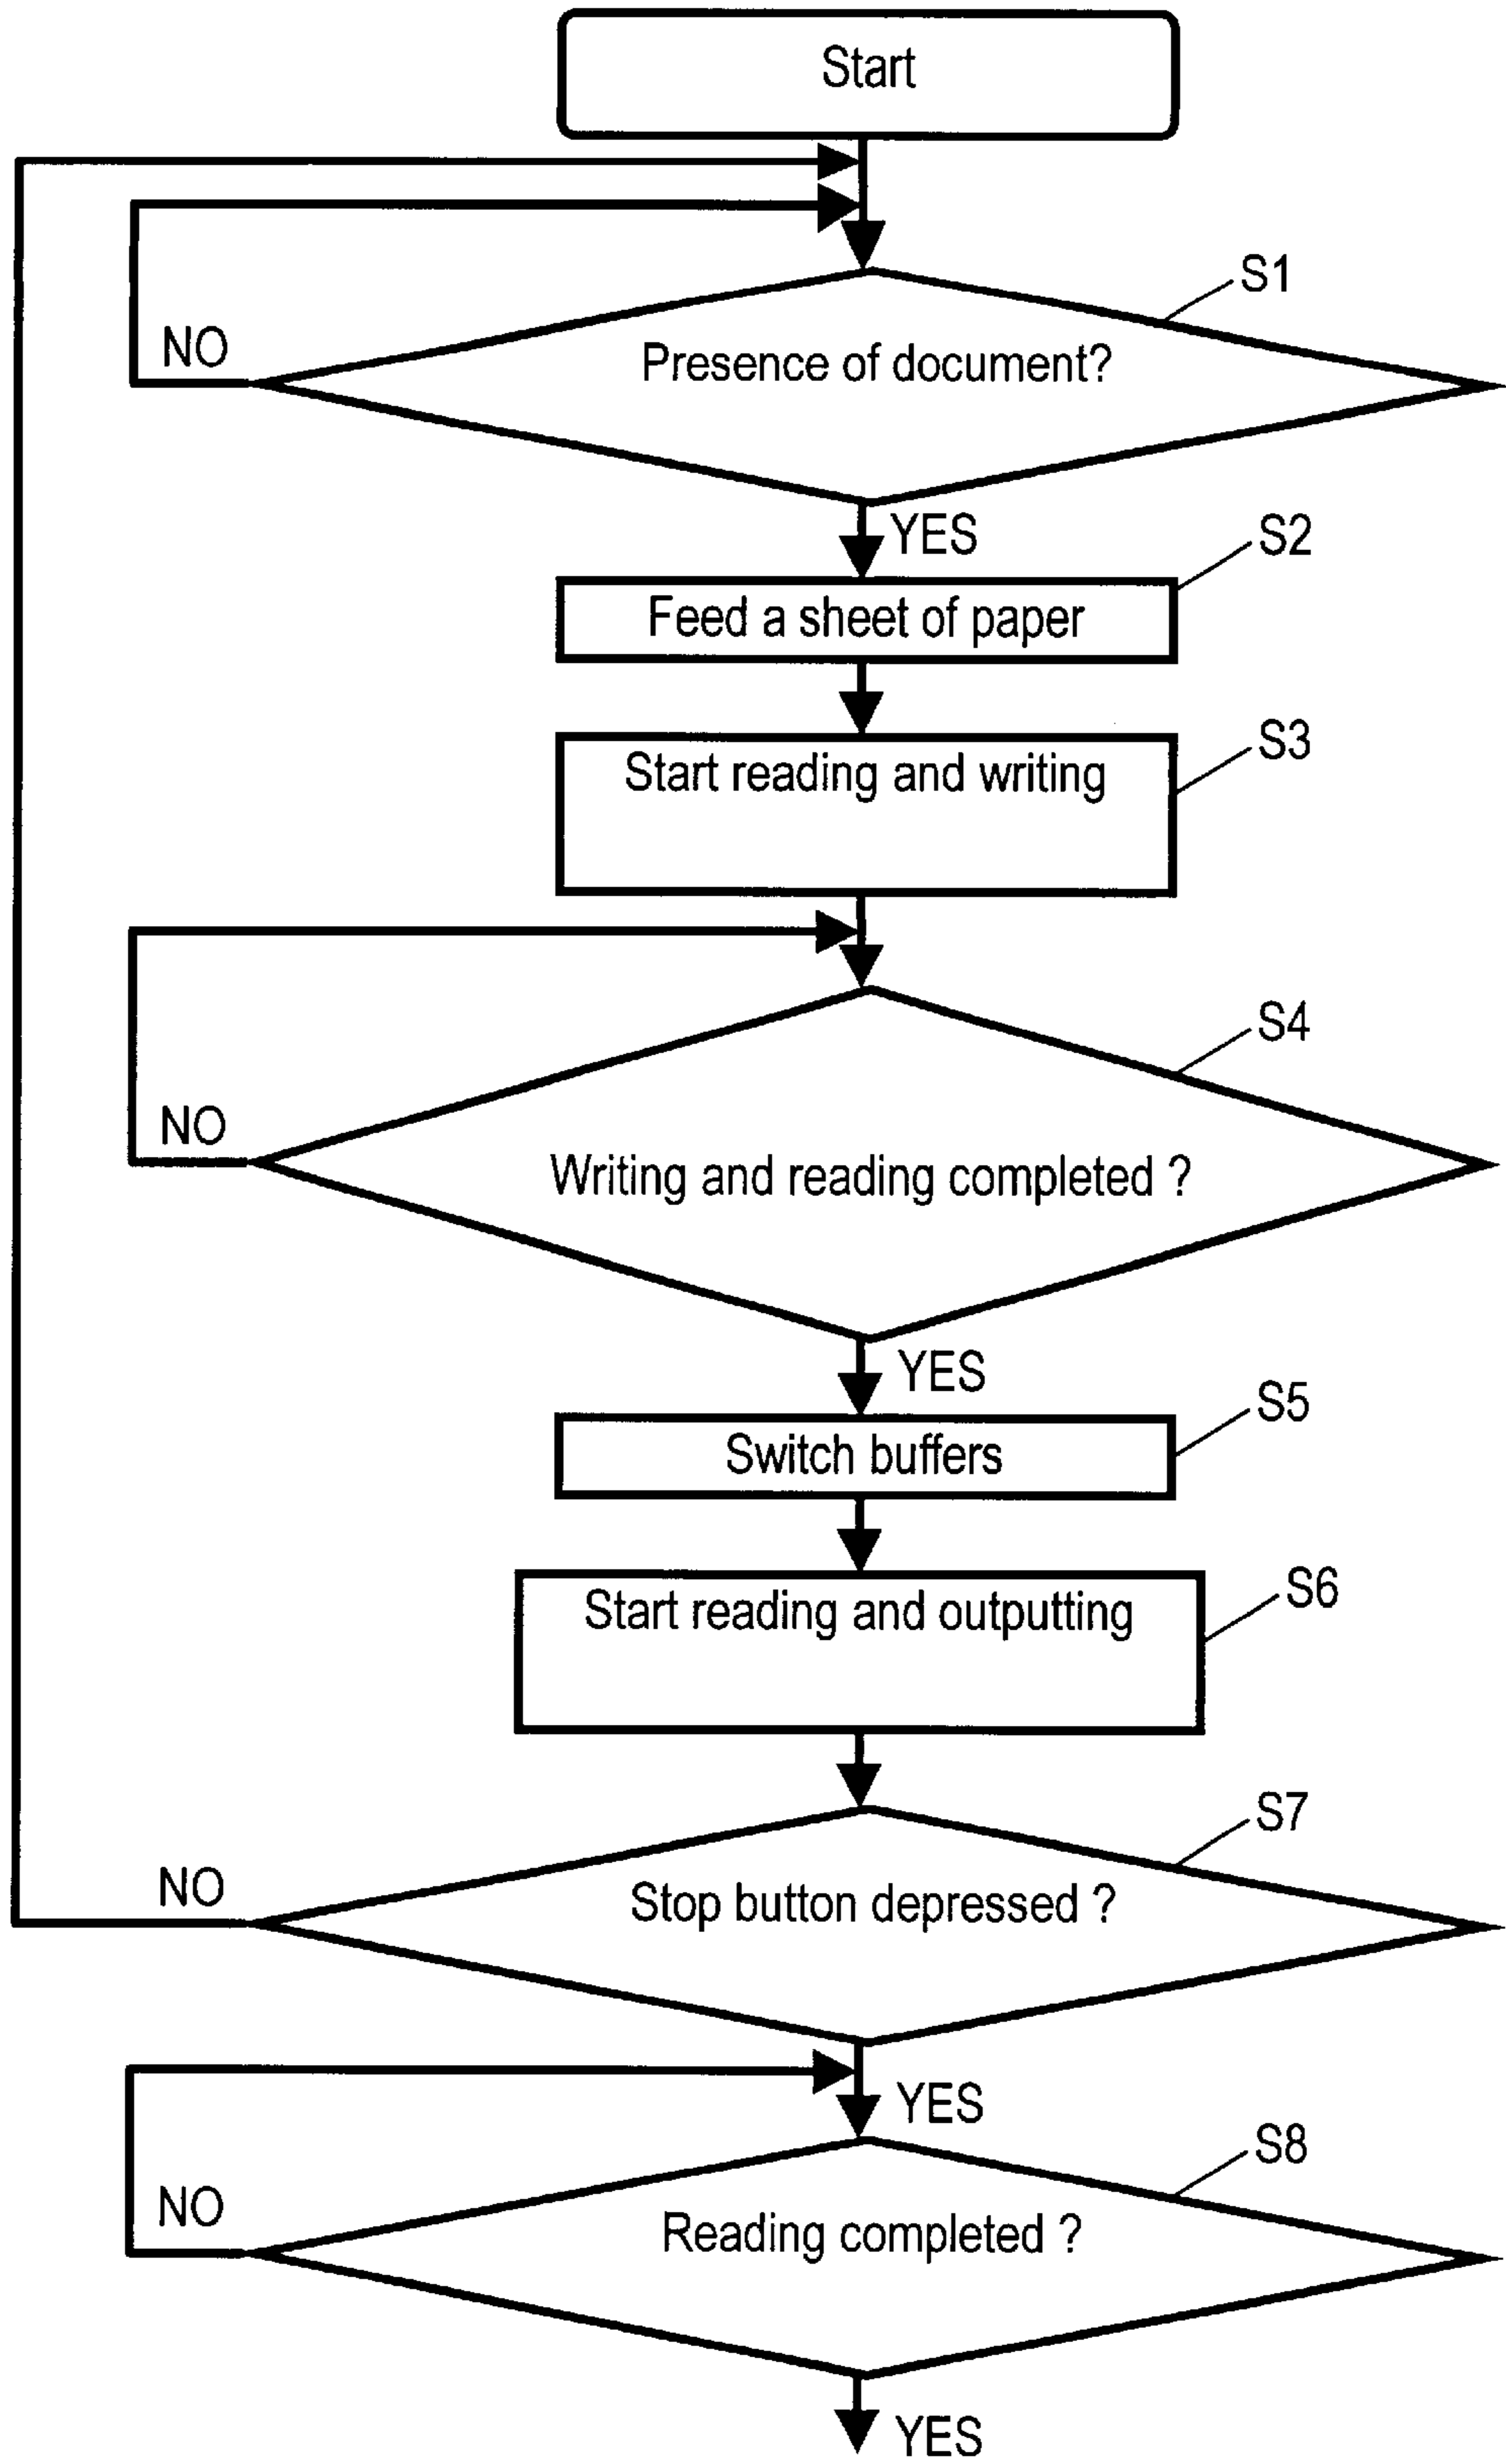 Start
S1
NO
Presence of document?
YES
S2
Feed a sheet of paper
S3
Start reading and writing
S4
NO
Writing and reading completed ?
YES
S5
Switch buffers
S6
Start reading and outputting
S7
NO
Stop button depressed ?
YES
S8
NO
Reading completed ?
YES